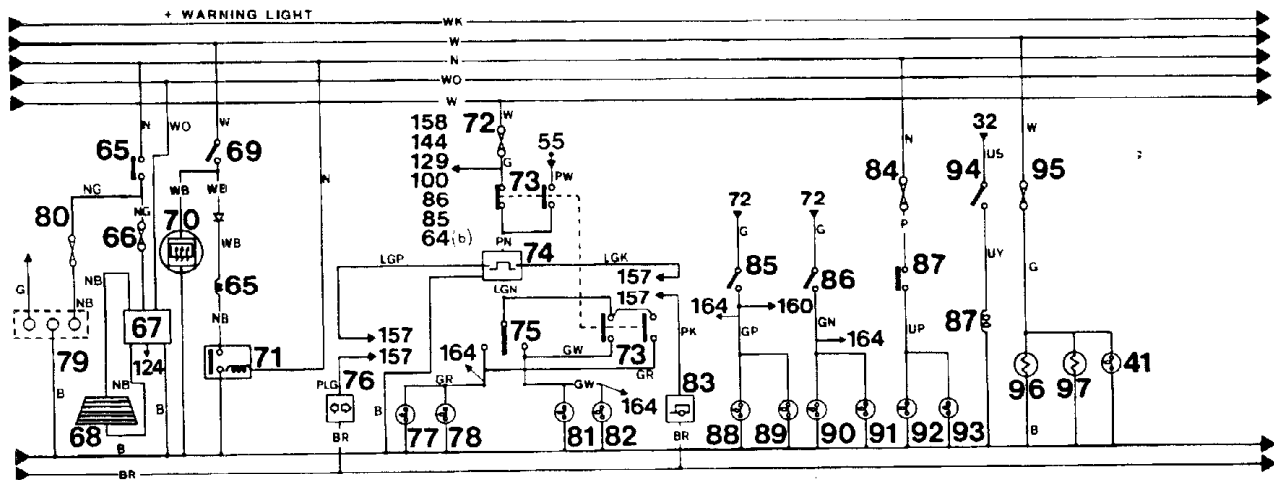 + WARNING LIGHT
WK
W
N
WO
W
N
WO
W
W
N
W
158
72
144
129
G
55
100
86
73
PW
85
64(b)
PN
32
65
69
84
94
US
95
NG
WB
WB
80
NG
66
70
72
72
P
G
G
WB
74
LGP
LGK
UY
G
G
NB
65
157
85
86
87
NB
67
NB
LGN
157
164
160
87
79
124
71
157
75
PK
GP
GN
164
UP
157
164
GW
73
NB
76
GR
GW
GR
83
96
97
41
B
B
PLG
B
164
68
B
77
78
81
82
88
89
90
91
92
93
B
BR
BR
BR
N